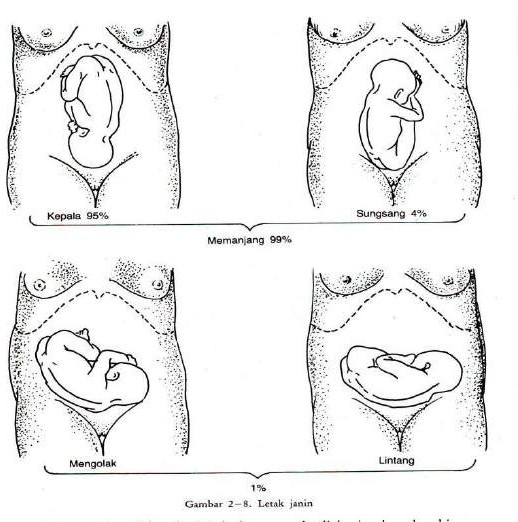 Kepala 95%
Sungsang 4%
Memanjang 99%
Mengolak
Lintang
1%
Gambar 2–8. Letak janin